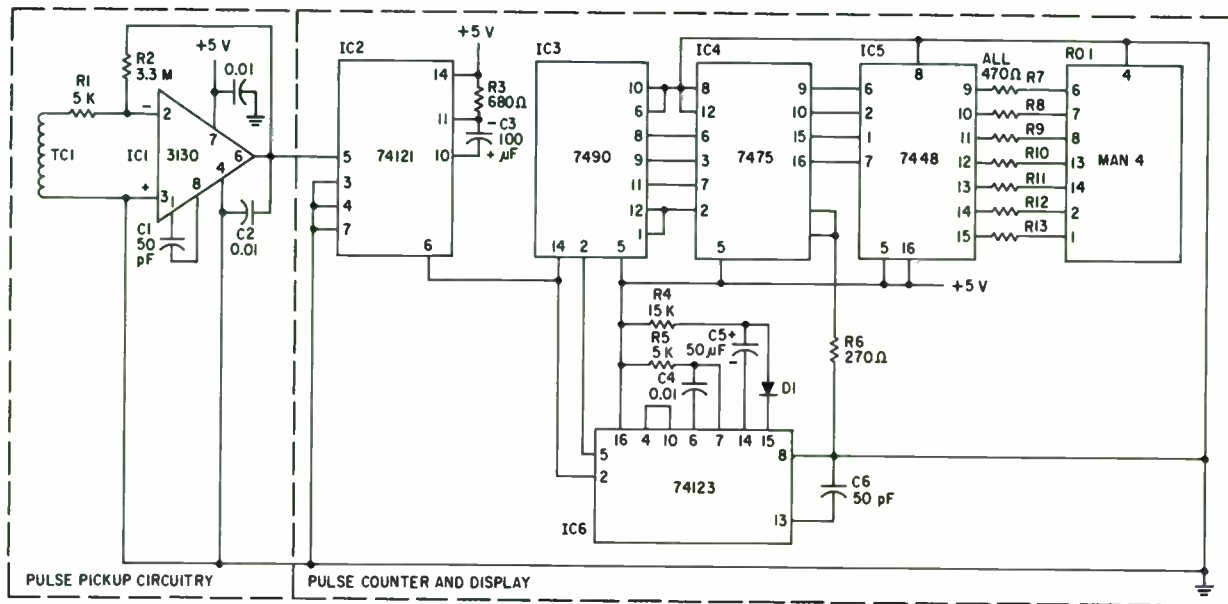 +5 V
R2
3.3 M
0.01
R1
5 K
TC1
IC1
3130
−
2
7
6
4
+
3
1
8
C1
50
pF
C2
0.01
PULSE PICKUP CIRCUITRY
IC2
74121
14
11
10
5
3
4
7
6
+5 V
R3
680Ω
−
C3
100
+ μF
IC3
7490
10
6
8
9
11
12
1
14
2
5
IC4
7475
8
12
6
3
7
2
9
10
15
16
5
IC5
7448
8
6
2
1
7
9
10
11
12
13
14
15
5
16
+5 V
ALL
470Ω
R7
R8
R9
R10
R11
R12
R13
RO 1
MAN 4
4
6
7
8
13
14
2
1
R4
15 K
R5
5 K
C5 +
50 μF
−
C4
0.01
D1
R6
270Ω
16
4
10
6
7
14
15
5
2
8
13
74123
IC6
C6
50 pF
PULSE COUNTER AND DISPLAY